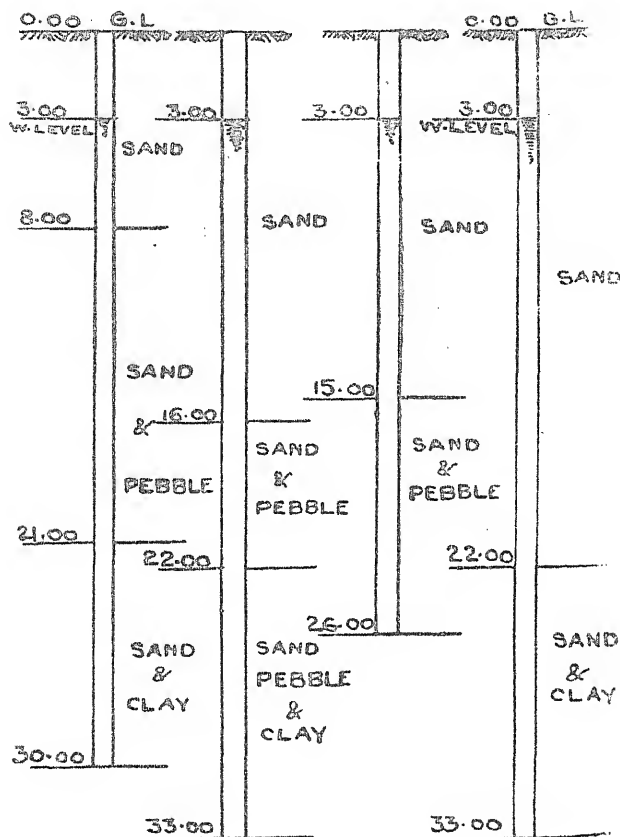 0.00 G.L
0.00 G.L
3.00
W.LEVEL
3.00
3.00
3.00
W.LEVEL
SAND
8.00
SAND
SAND
SAND
SAND
&
PEBBLE
15.00
16.00
SAND
&
PEBBLE
SAND
&
PEBBLE
21.00
22.00
22.00
26.00
SAND
&
CLAY
SAND
PEBBLE
&
CLAY
SAND
&
CLAY
30.00
33.00
33.00